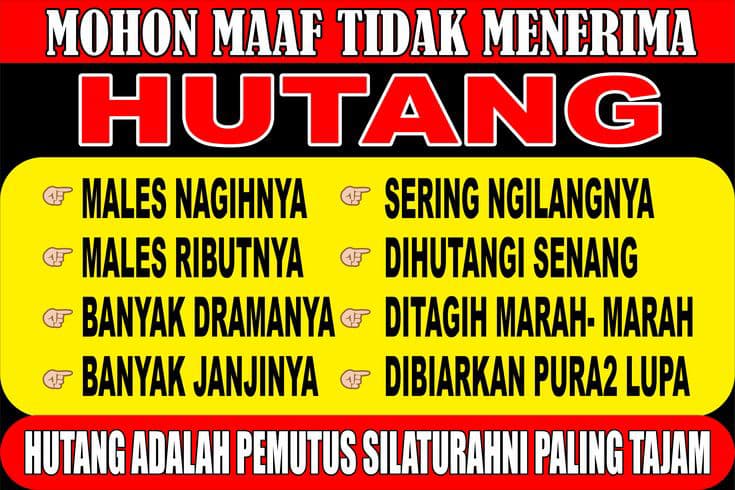 MOHON MAAF TIDAK MENERIMA
HUTANG
MALES NAGIHNYA
MALES RIBUTNYA
BANYAK DRAMANYA
BANYAK JANJINYA
SERING NGILANGNYA
DIHUTANGI SENANG
DITAGIH MARAH- MARAH
DIBIARKAN PURA2 LUPA
HUTANG ADALAH PEMUTUS SILATURAHNI PALING TAJAM